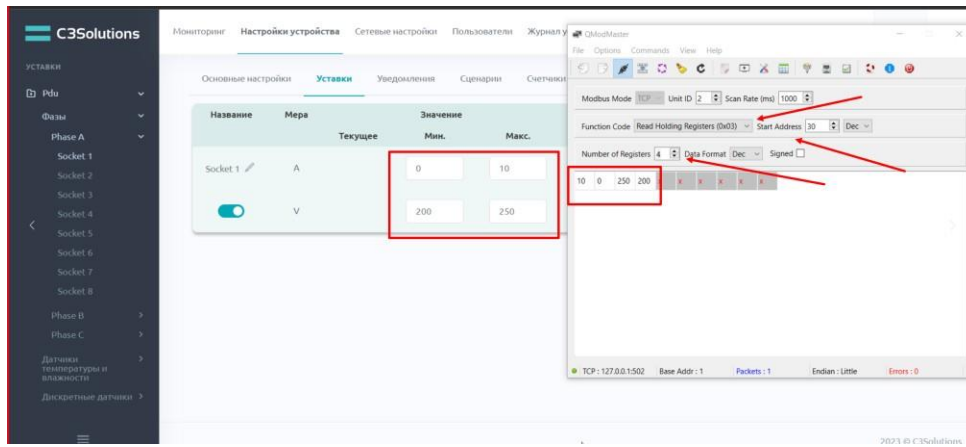 C3Solutions
УСТАВКИ
Pdu
Фазы
Phase A
Socket 1
Socket 2
Socket 3
Socket 4
Socket 5
Socket 6
Socket 7
Socket 8
Phase B
Phase C
Датчики
температуры и
влажности
Дискретные датчики
Мониторинг Настройки устройства Сетевые настройки Пользователи Журнал у
Основные настройки Уставки Уведомления Сценарии Счетчики
Название Мера Значение
Текущее Мин. Макс.
Socket 1 A 0 10
V 200 250
QModMaster
File Options Commands View Help
Modbus Mode TCP Unit ID 2 Scan Rate (ms) 1000
Function Code Read Holding Registers (0x03) Start Address 30 Dec
Number of Registers 4 Data Format Dec Signed
10 0 250 200 x x x x x x
TCP : 127.0.0.1:502 Base Addr : 1 Packets : 1 Endian : Little Errors : 0
2023 © C3Solutions